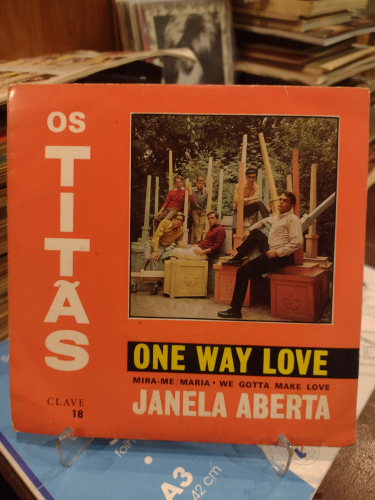 OS
TITÃS
ONE WAY LOVE
MIRA-ME MARIA • WE GOTTA MAKE LOVE
JANELA ABERTA
CLAVE
18
A3
42 cm